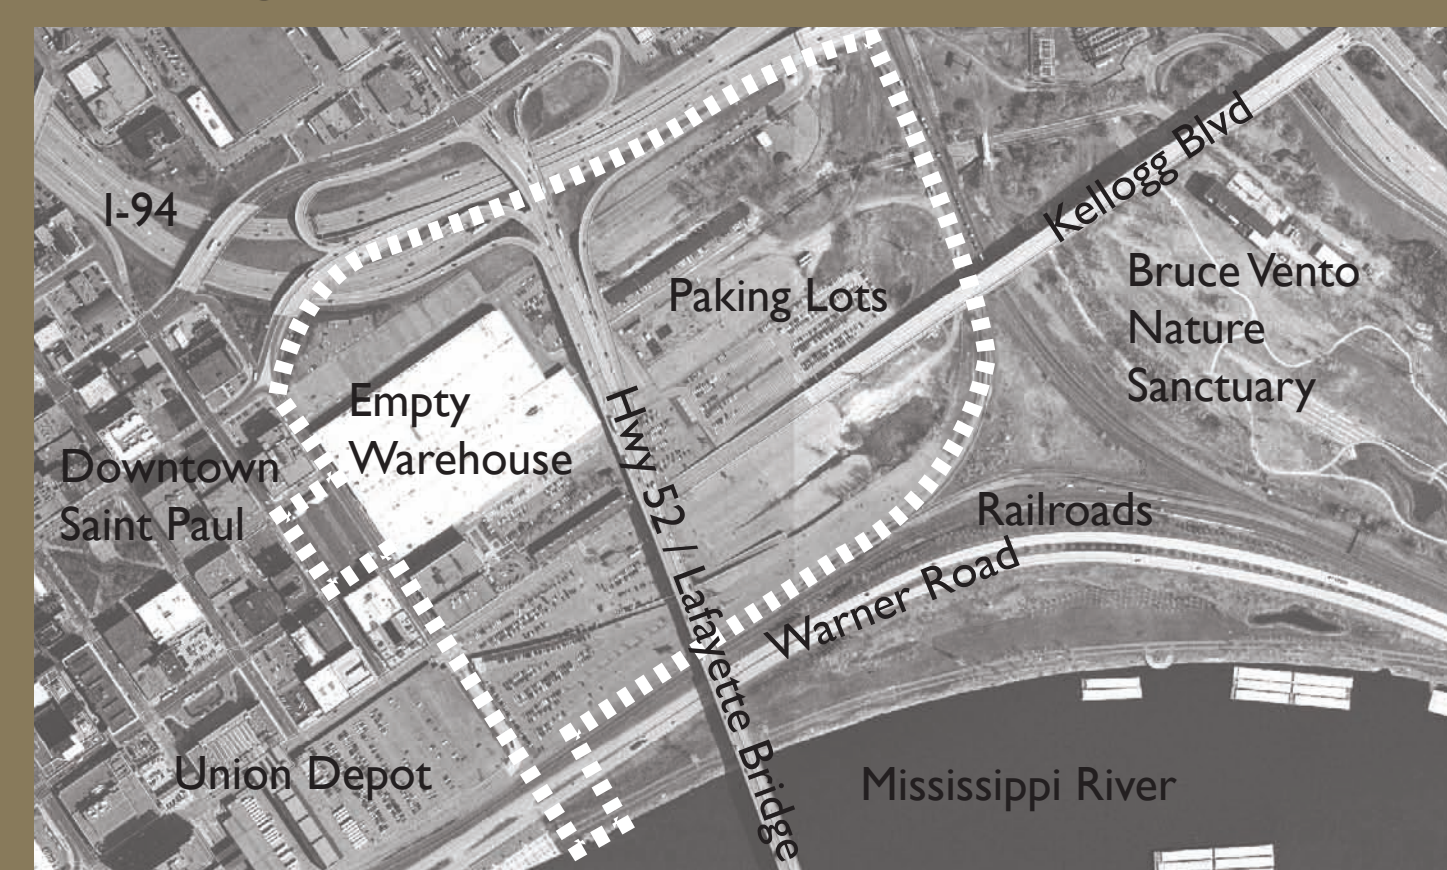 I-94
Kellogg Blvd
Paking Lots
Bruce Vento
Nature
Sanctuary
Empty
Warehouse
Downtown
Saint Paul
Hwy 52 / Lafayette Bridge
Railroads
Warner Road
Union Depot
Mississippi River